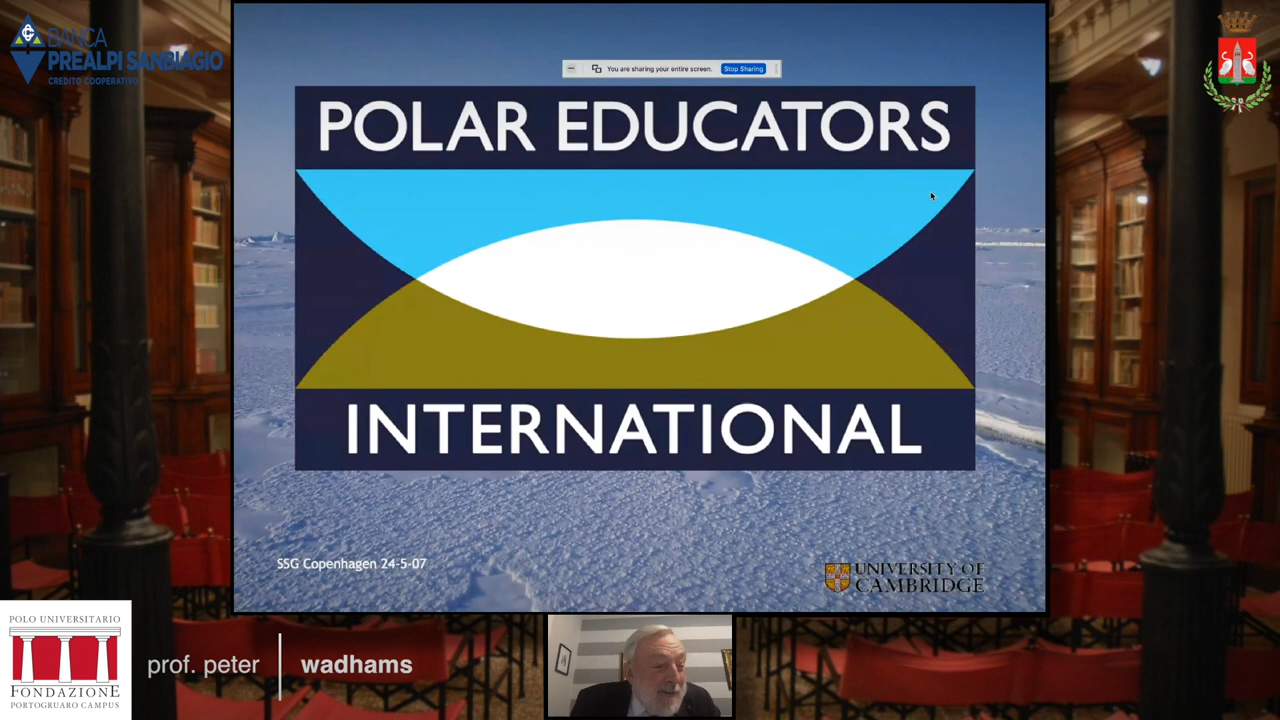 BANCA
PREALPI SANBIAGIO
CREDITO COOPERATIVO
You are sharing your entire screen. Stop Sharing
POLAR EDUCATORS
INTERNATIONAL
SSG Copenhagen 24-5-07
UNIVERSITY OF
CAMBRIDGE
POLO UNIVERSITARIO
FONDAZIONE
PORTOGRUARO CAMPUS
prof. peter wadhams